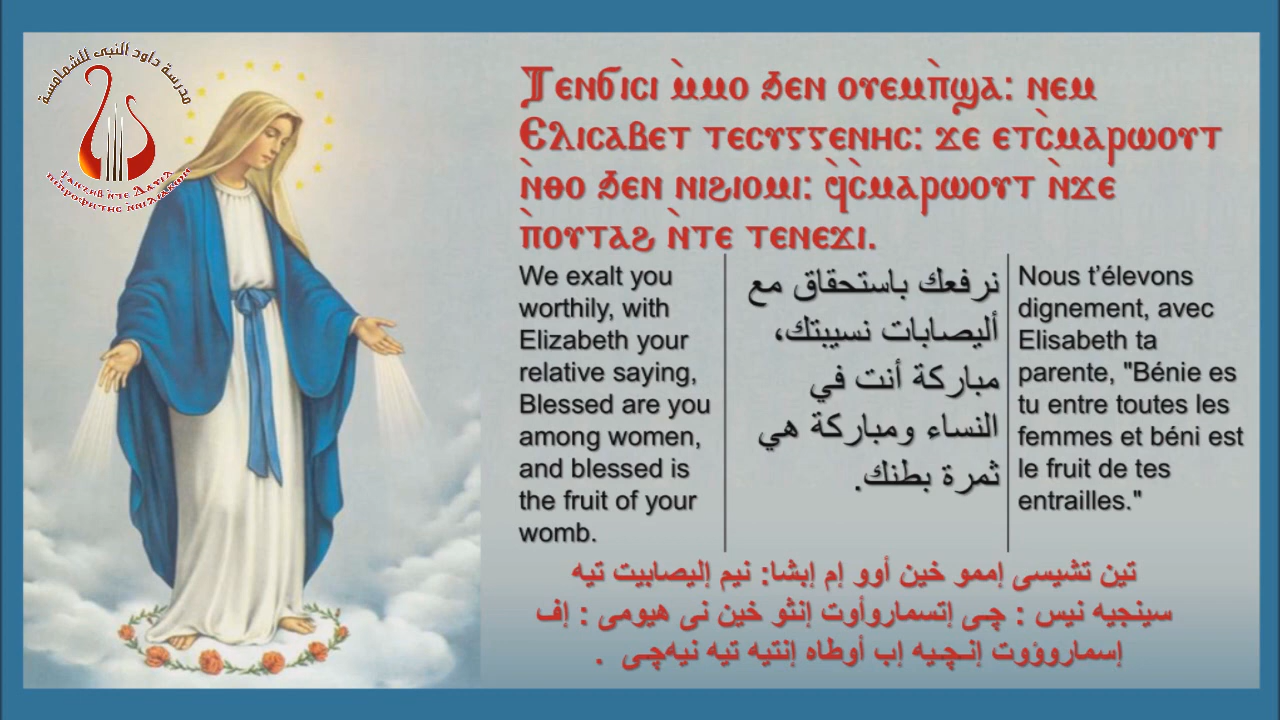 مدرسة داود النبى للشمامسة
Ⲧⲉⲛϭⲓⲥⲓ ⲙ̀ⲙⲟ ϧⲉⲛ ⲟⲩⲉⲙⲡ̀ϣⲁ: ⲛⲉⲙ
Ⲉⲗⲓⲥⲁⲃⲉⲧ ⲧⲉⲥⲩⲅⲅⲉⲛⲏⲥ: ϫⲉ ⲉⲧⲥ̀ⲙⲁⲣⲱⲟⲩⲧ
ⲛ̀ⲑⲟ ϧⲉⲛ ⲛⲓϩⲓⲟⲙⲓ: ϥ̀ⲥ̀ⲙⲁⲣⲱⲟⲩⲧ ⲛ̀ϫⲉ
ⲡ̀ⲟⲩⲧⲁϩ ⲛ̀ⲧⲉ ⲧⲉⲛⲉϫⲓ.
We exalt you
worthily, with
Elizabeth your
relative saying,
Blessed are you
among women,
and blessed is
the fruit of your
womb.
نرفعك باستحقاق مع
أليصابات نسيبتك،
مباركة أنت في
النساء ومباركة هي
ثمرة بطنك.
Nous t’élevons
dignement, avec
Elisabeth ta
parente, "Bénie es
tu entre toutes les
femmes et béni est
le fruit de tes
entrailles."
تين تشيسى إممو خين أوو إم إبشا: نيم إليصابيت تيه
سينجيه نيس : چى إتسماروأوت إنثو خين نى هيومى : إف
إسماروؤوت إنچيه إب أوطاه إنتيه تيه نيهچى .